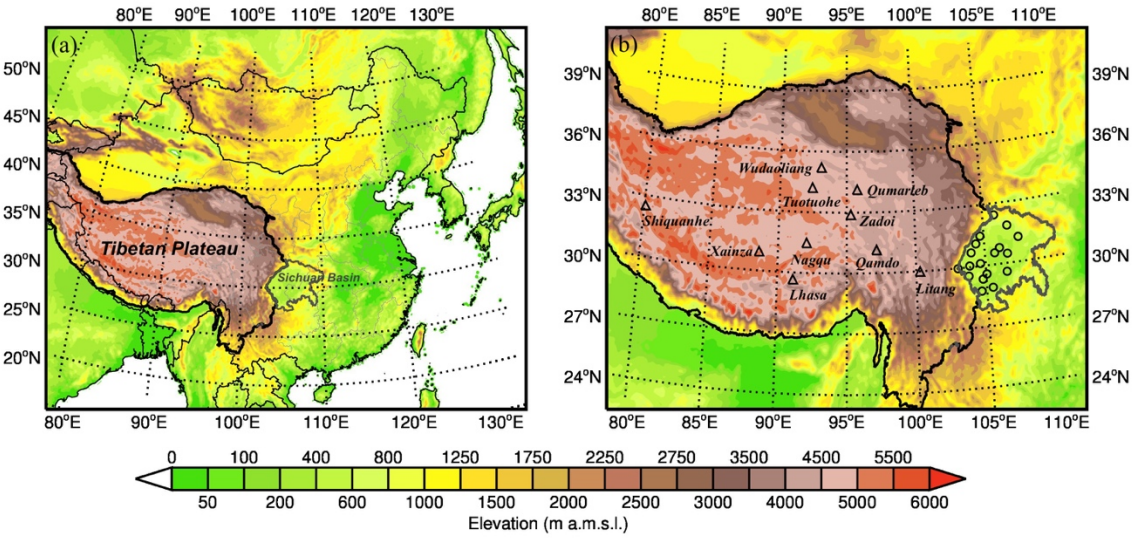 80°E 90°E 100°E 110°E 120°E 130°E
(a)
50°N
45°N
40°N
35°N
30°N
25°N
20°N
Tibetan Plateau
Sichuan Basin
80°E 90°E 100°E 110°E 120°E 130°E
80°E 85°E 90°E 95°E 100°E 105°E 110°E
(b)
39°N 39°N
36°N 36°N
33°N 33°N
30°N 30°N
27°N 27°N
24°N 24°N
Wudaoliang
Qumarleb
Tuotuohe
Shiquanhe
Zadoi
Xainza
Nagqu
Qamdo
Lhasa
Litang
80°E 85°E 90°E 95°E 100°E 105°E
0 100 400 800 1250 1750 2250 2750 3500 4500 5500
50 200 600 1000 1500 2000 2500 3000 4000 5000 6000
Elevation (m a.m.s.l.)